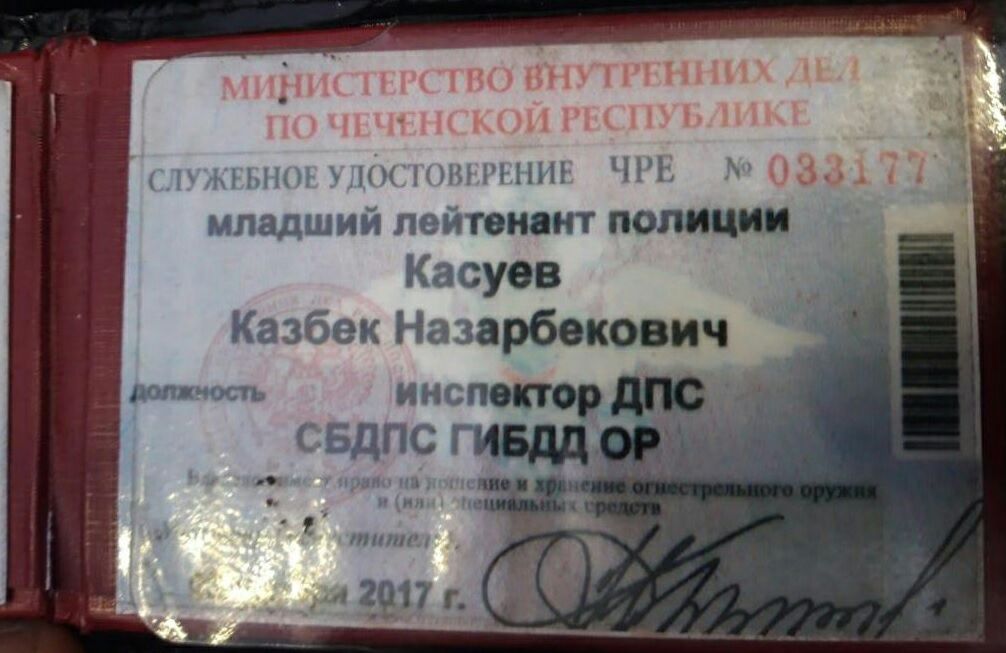 МИНИСТЕРСТВО ВНУТРЕННИХ ДЕЛ
ПО ЧЕЧЕНСКОЙ РЕСПУБЛИКЕ
СЛУЖЕБНОЕ УДОСТОВЕРЕНИЕ ЧРЕ № 033177
младший лейтенант полиции
Касуев
Казбек Назарбекович
должность инспектор ДПС
СБДПС ГИБДД ОР
имеет право на ношение и хранение огнестрельного оружия
и (или) специальных средств
2017 г.